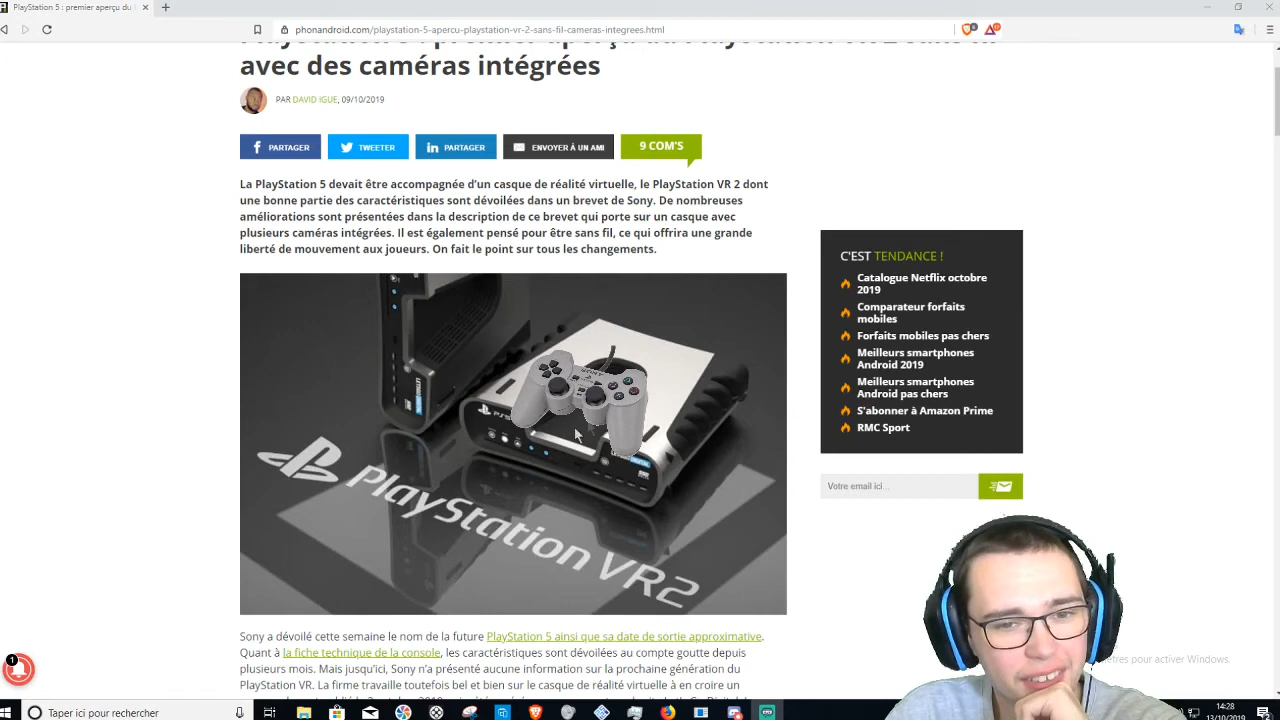 PlayStation 5 : premier aperçu du
phonandroid.com/playstation-5-apercu-playstation-vr-2-sans-fil-cameras-integrees.html
avec des caméras intégrées
PAR DAVID IGUE, 09/10/2019
PARTAGER
TWEETER
PARTAGER
ENVOYER À UN AMI
9 COM'S
La PlayStation 5 devait être accompagnée d'un casque de réalité virtuelle, le PlayStation VR 2 dont
une bonne partie des caractéristiques sont dévoilées dans un brevet de Sony. De nombreuses
améliorations sont présentées dans la description de ce brevet qui porte sur un casque avec
plusieurs caméras intégrées. Il est également pensé pour être sans fil, ce qui offrira une grande
liberté de mouvement aux joueurs. On fait le point sur tous les changements.
C'EST TENDANCE !
Catalogue Netflix octobre
2019
Comparateur forfaits
mobiles
Forfaits mobiles pas chers
Meilleurs smartphones
Android 2019
Meilleurs smartphones
Android pas chers
S'abonner à Amazon Prime
RMC Sport
Votre email ici...
PlayStation VR2
Sony a dévoilé cette semaine le nom de la future PlayStation 5 ainsi que sa date de sortie approximative.
Quant à la fiche technique de la console, les caractéristiques sont dévoilées au compte goutte depuis
plusieurs mois. Mais jusqu'ici, Sony n'a présenté aucune information sur la prochaine génération du
PlayStation VR. La firme travaille toutefois bel et bien sur le casque de réalité virtuelle à en croire un
pour activer Windows.
1
Taper ici pour rechercher
14:28
13/10/2019